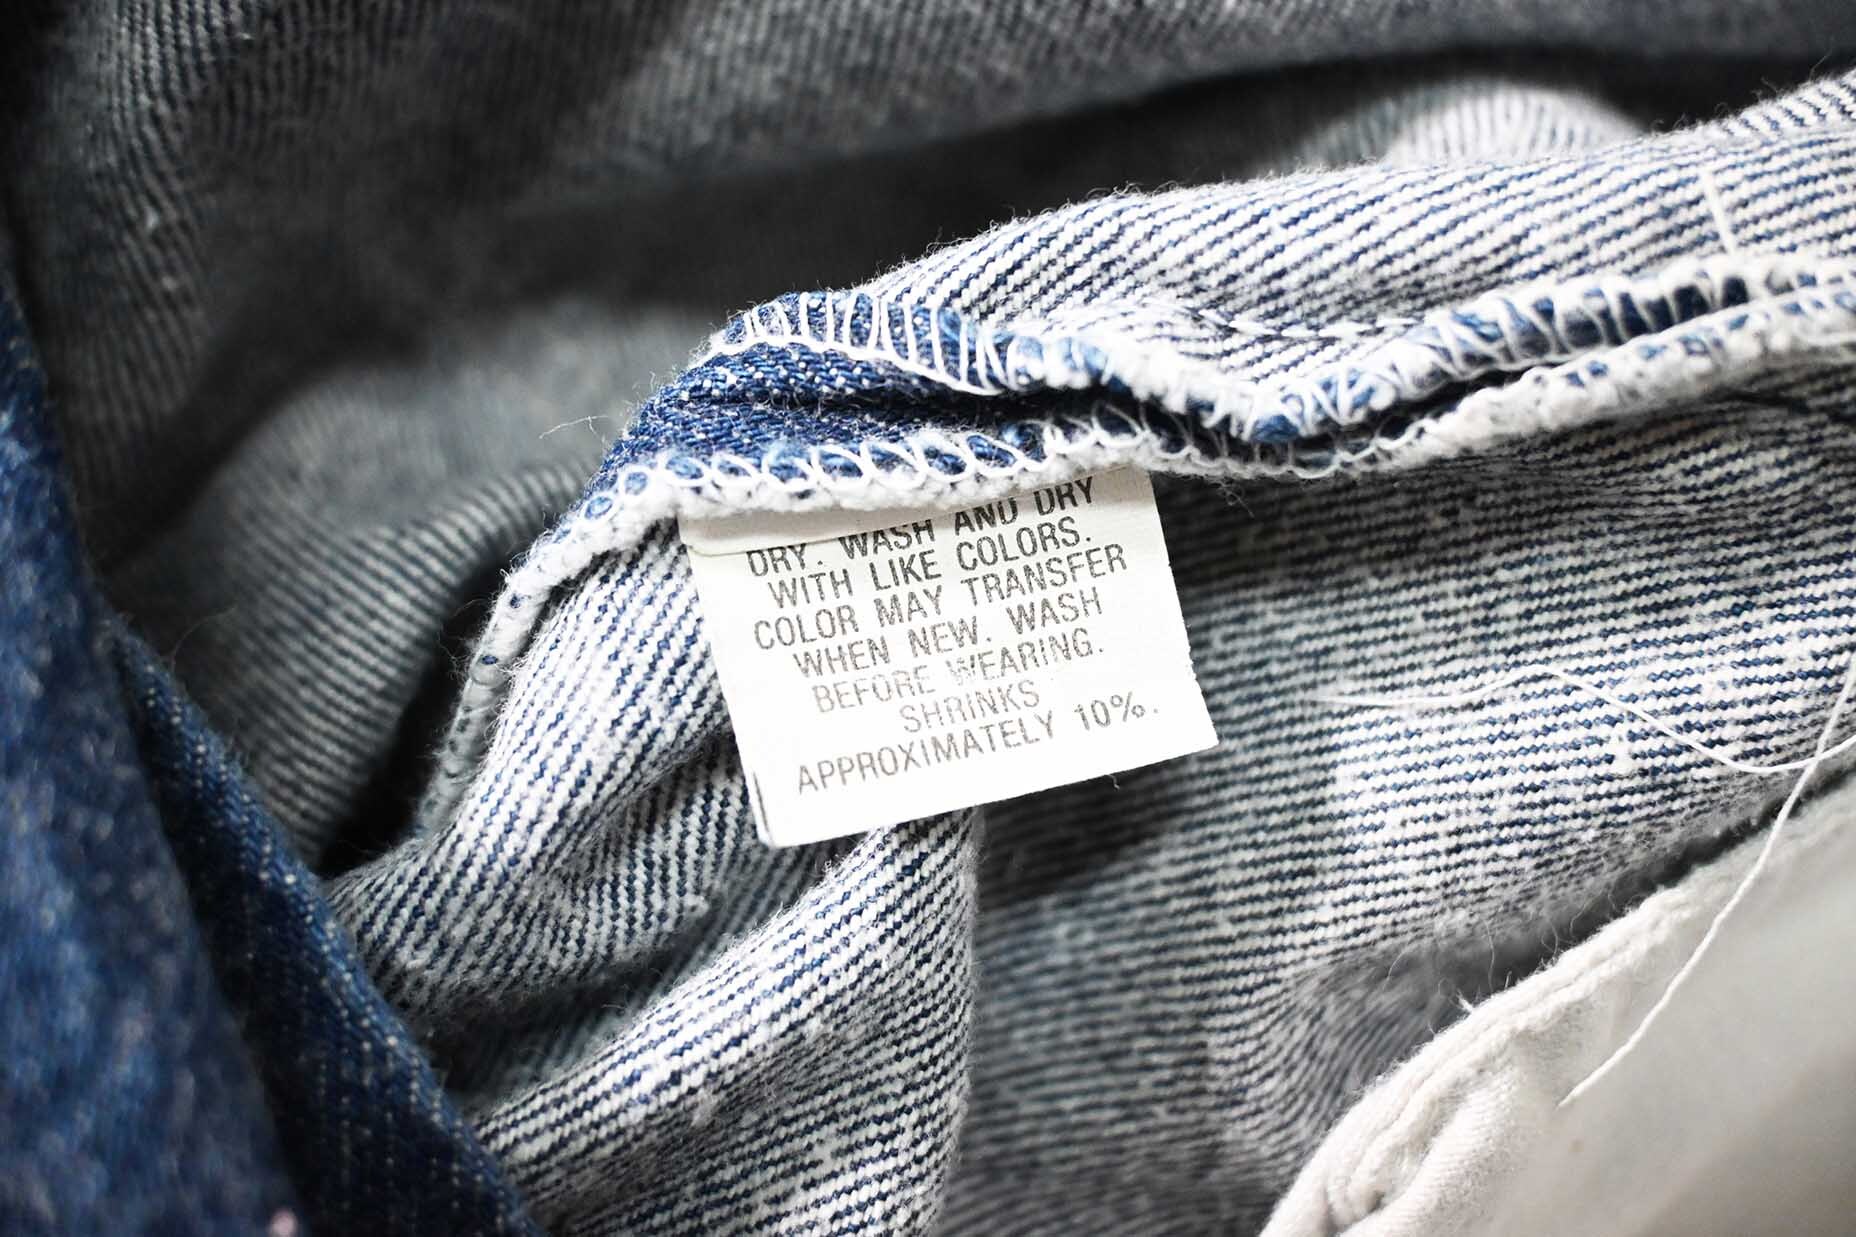 DRY. WASH AND DRY
WITH LIKE COLORS.
COLOR MAY TRANSFER
WHEN NEW. WASH
BEFORE WEARING.
SHRINKS
APPROXIMATELY 10%.